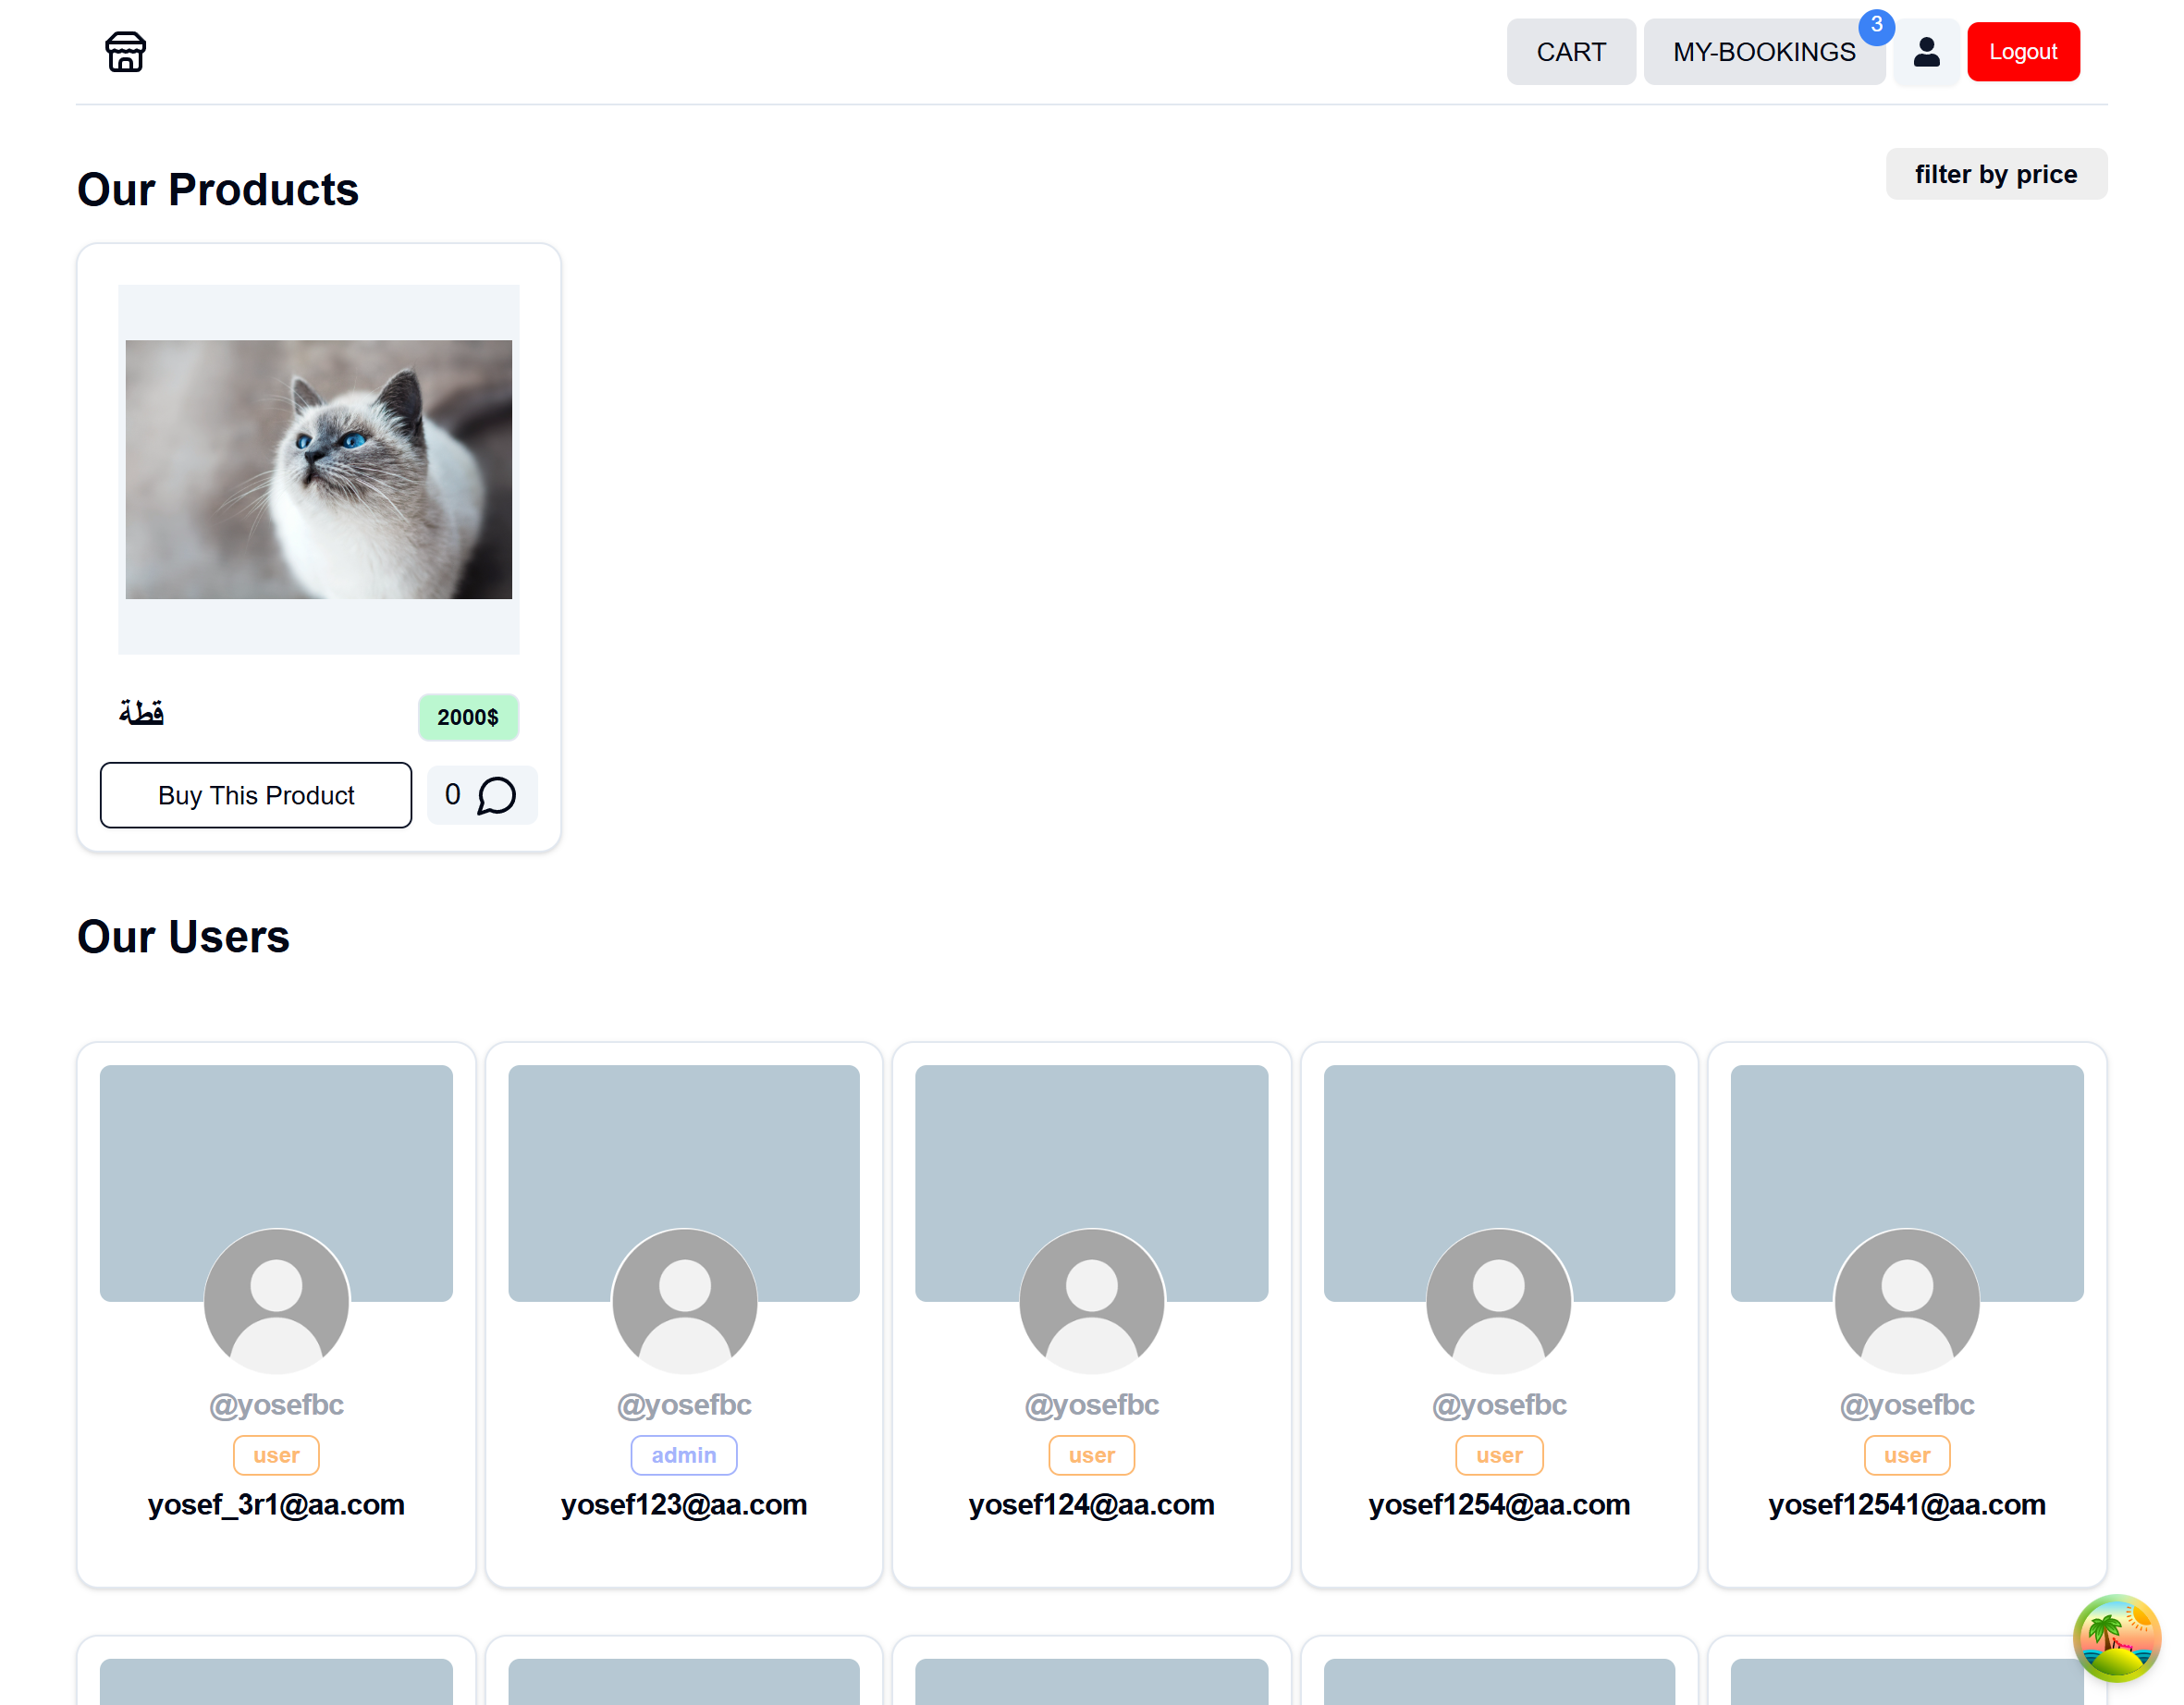 CART
MY-BOOKINGS
3
Logout
Our Products
filter by price
قطة
2000$
Buy This Product
0
Our Users
@yosefbc
user
yosef_3r1@aa.com
@yosefbc
admin
yosef123@aa.com
@yosefbc
user
yosef124@aa.com
@yosefbc
user
yosef1254@aa.com
@yosefbc
user
yosef12541@aa.com